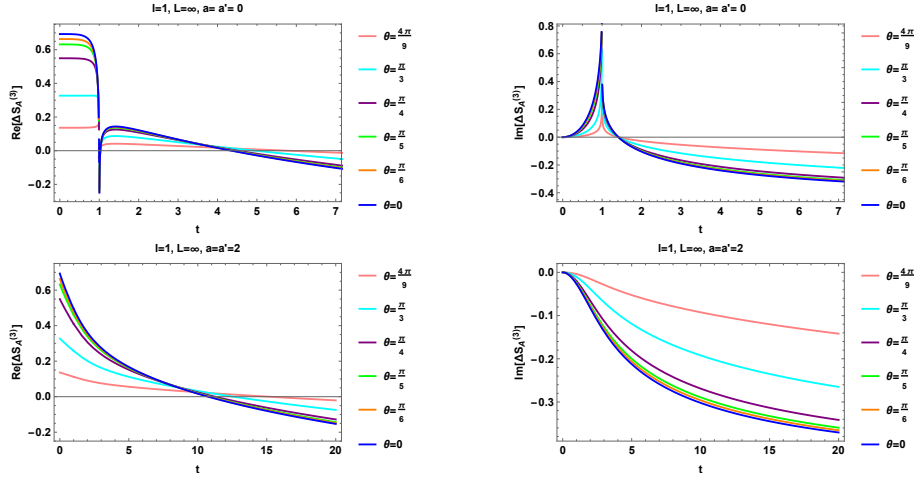 l=1, L=∞, a= a'= 0
Re[ΔS_A^(3)]
0.6
0.4
0.2
0.0
-0.2
0 1 2 3 4 5 6 7
t
θ=4π/9
θ=π/3
θ=π/4
θ=π/5
θ=π/6
θ=0
l=1, L=∞, a= a'= 0
Im[ΔS_A^(3)]
0.8
0.6
0.4
0.2
0.0
-0.2
-0.4
0 1 2 3 4 5 6 7
t
θ=4π/9
θ=π/3
θ=π/4
θ=π/5
θ=π/6
θ=0
l=1, L=∞, a=a'=2
Re[ΔS_A^(3)]
0.6
0.4
0.2
0.0
-0.2
0 5 10 15 20
t
θ=4π/9
θ=π/3
θ=π/4
θ=π/5
θ=π/6
θ=0
l=1, L=∞, a=a'=2
Im[ΔS_A^(3)]
0.0
-0.1
-0.2
-0.3
0 5 10 15 20
t
θ=4π/9
θ=π/3
θ=π/4
θ=π/5
θ=π/6
θ=0